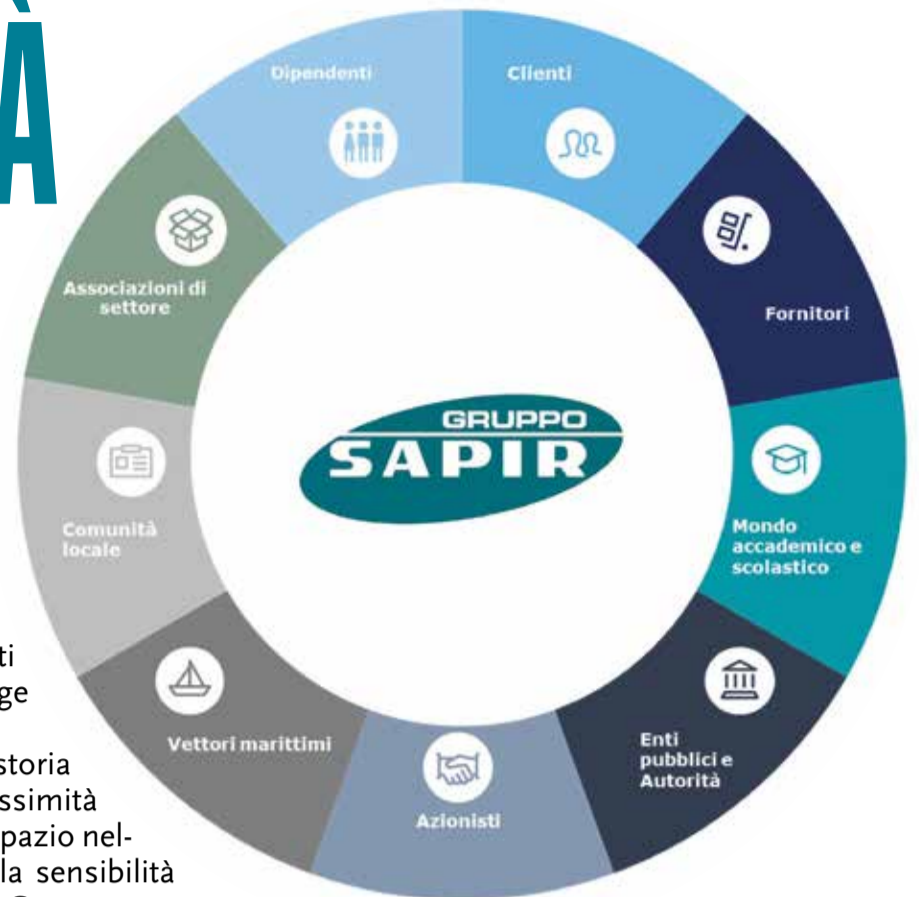 À
Dipendenti
Clienti
Fornitori
Mondo
accademico e
scolastico
Enti
pubblici e
Autorità
Azionisti
Vettori marittimi
Comunità
locale
Associazioni di
settore
GRUPPO
SAPIR
ti
ge
storia
ssimità
pazio nel-
la sensibilità